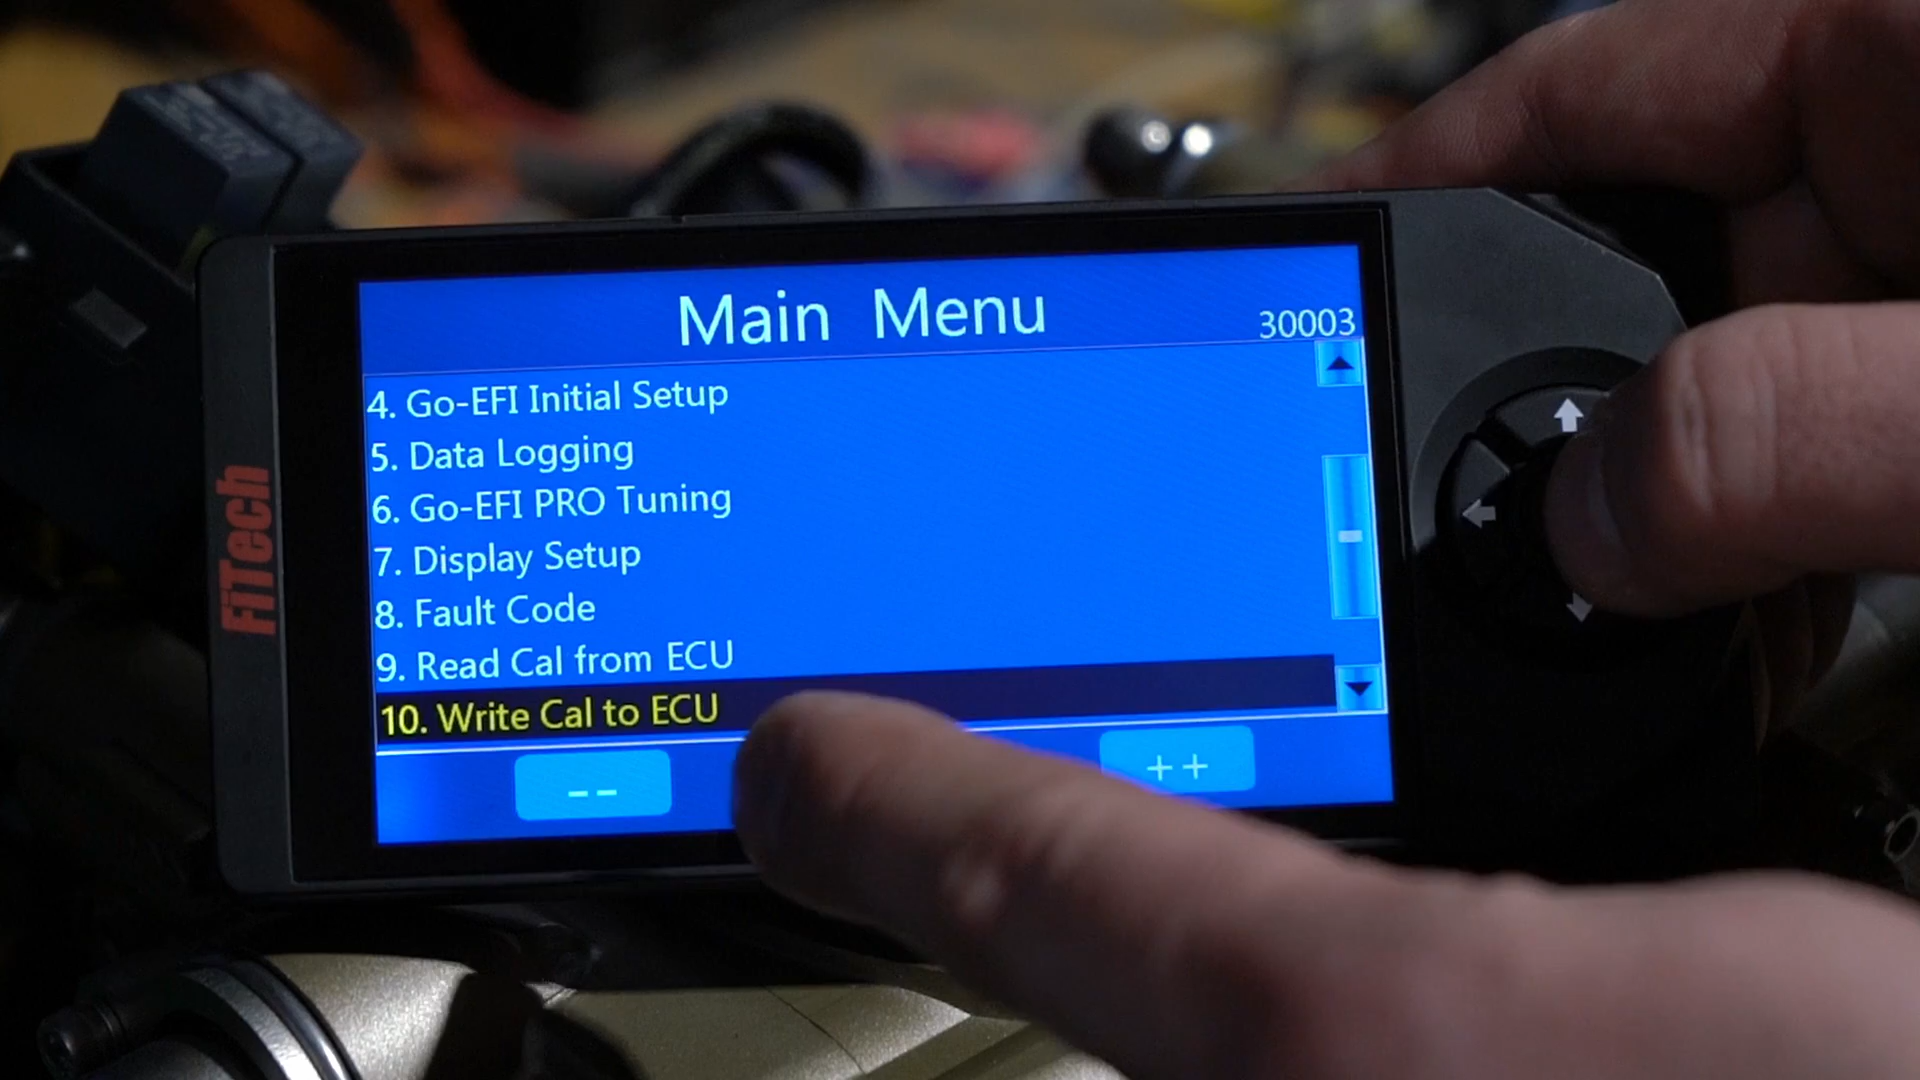 Main Menu
30003
4. Go-EFI Initial Setup
5. Data Logging
6. Go-EFI PRO Tuning
7. Display Setup
8. Fault Code
9. Read Cal from ECU
10. Write Cal to ECU
-- ++
FiTech